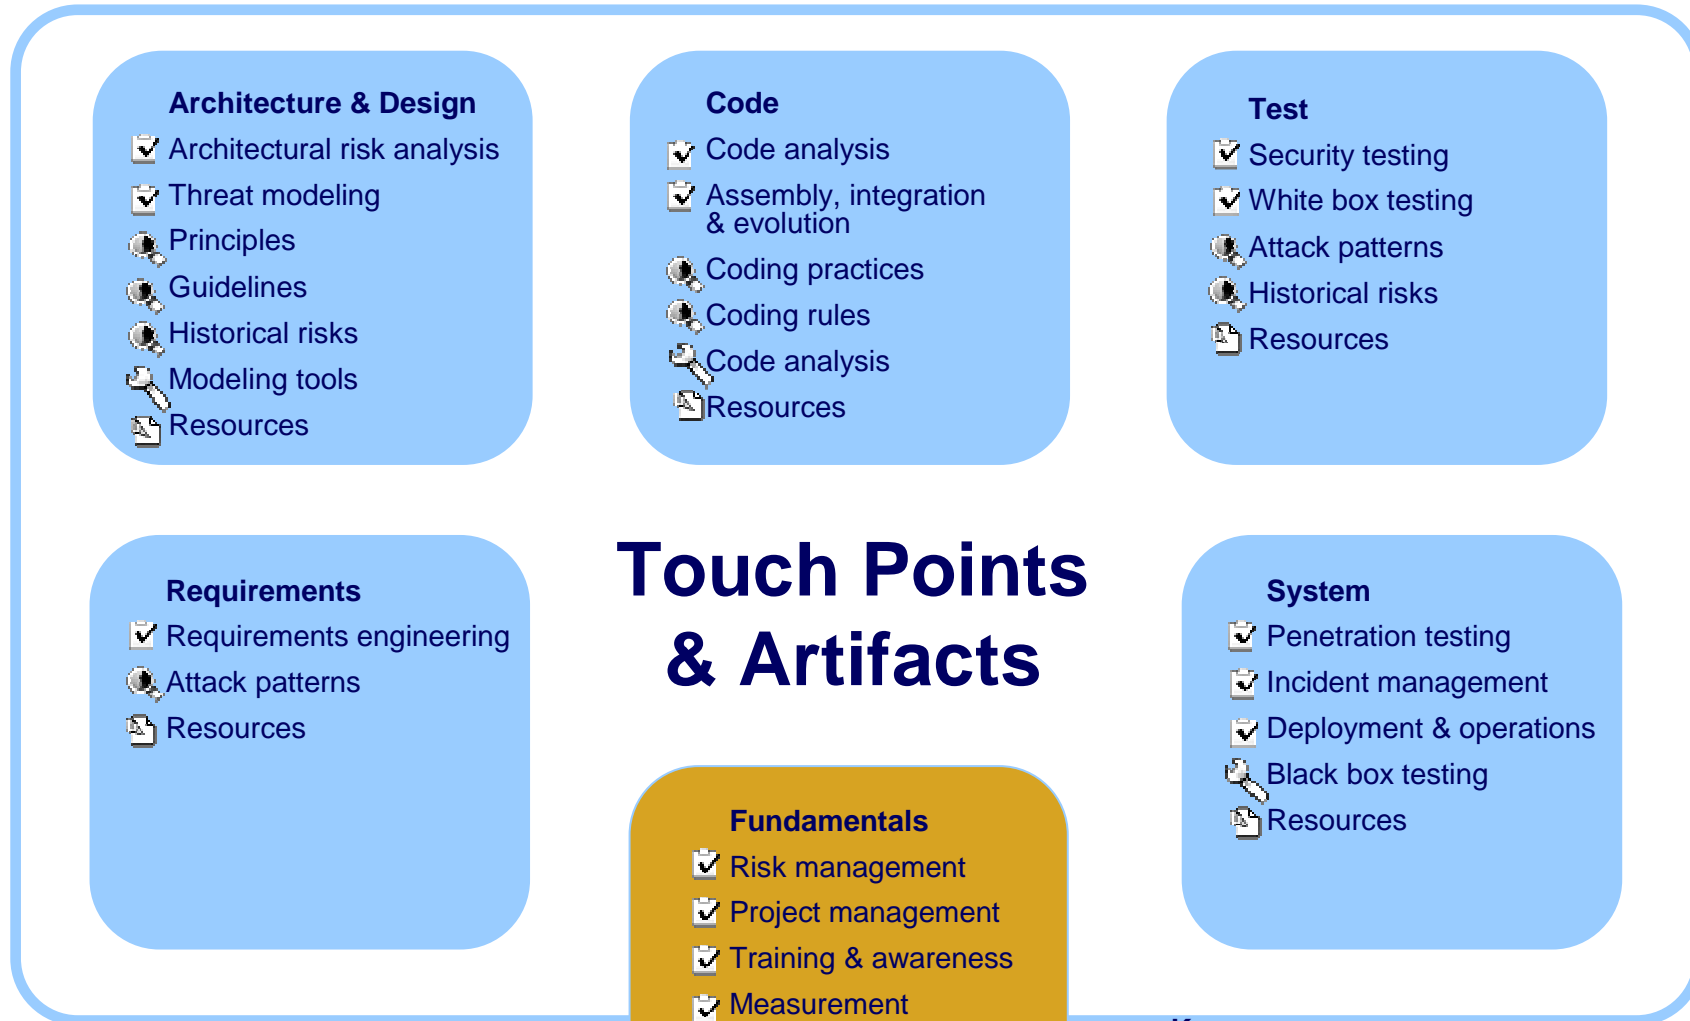 Architecture & Design
Architectural risk analysis
Threat modeling
Principles
Guidelines
Historical risks
Modeling tools
Resources
Code
Code analysis
Assembly, integration
& evolution
Coding practices
Coding rules
Code analysis
Resources
Test
Security testing
White box testing
Attack patterns
Historical risks
Resources
Touch Points
& Artifacts
Requirements
Requirements engineering
Attack patterns
Resources
System
Penetration testing
Incident management
Deployment & operations
Black box testing
Resources
Fundamentals
Risk management
Project management
Training & awareness
Measurement